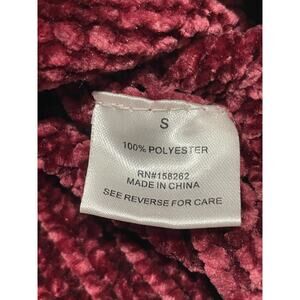 S
100% POLYESTER
RN#158262
MADE IN CHINA
SEE REVERSE FOR CARE